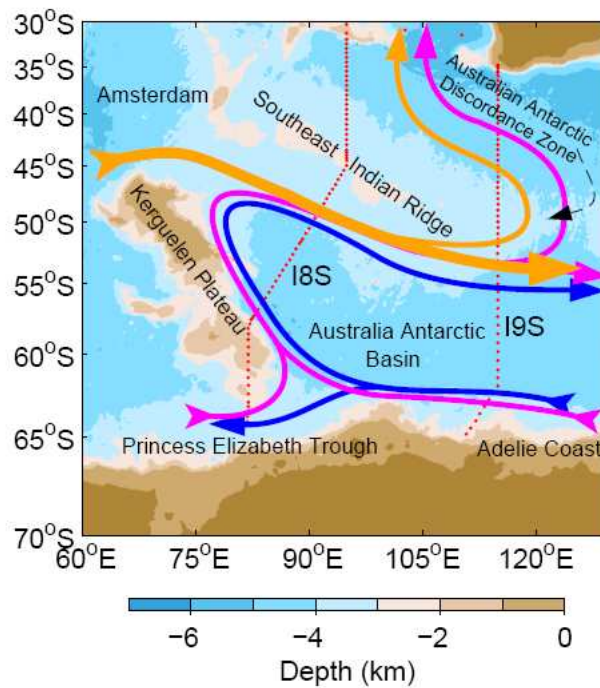 30°S
35°S
40°S
45°S
50°S
55°S
60°S
65°S
70°S
Amsterdam
Southeast Indian Ridge
Australian Antarctic
Discordance Zone
Kerguelen Plateau
I8S
I9S
Australia Antarctic
Basin
Princess Elizabeth Trough
Adelie Coast
60°E
75°E
90°E
105°E
120°E
−6
−4
−2
0
Depth (km)